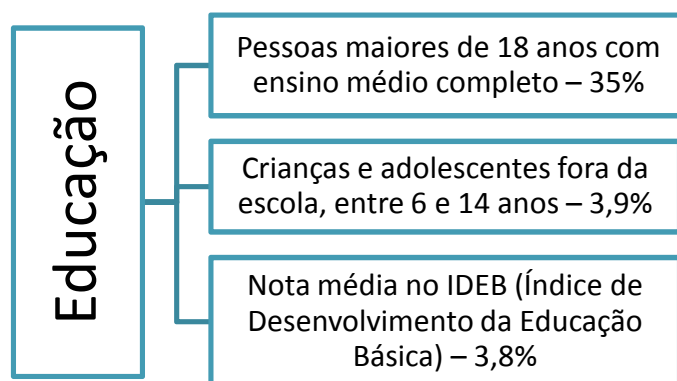 Educação
Pessoas maiores de 18 anos com
ensino médio completo – 35%
Crianças e adolescentes fora da
escola, entre 6 e 14 anos – 3,9%
Nota média no IDEB (Índice de
Desenvolvimento da Educação
Básica) – 3,8%